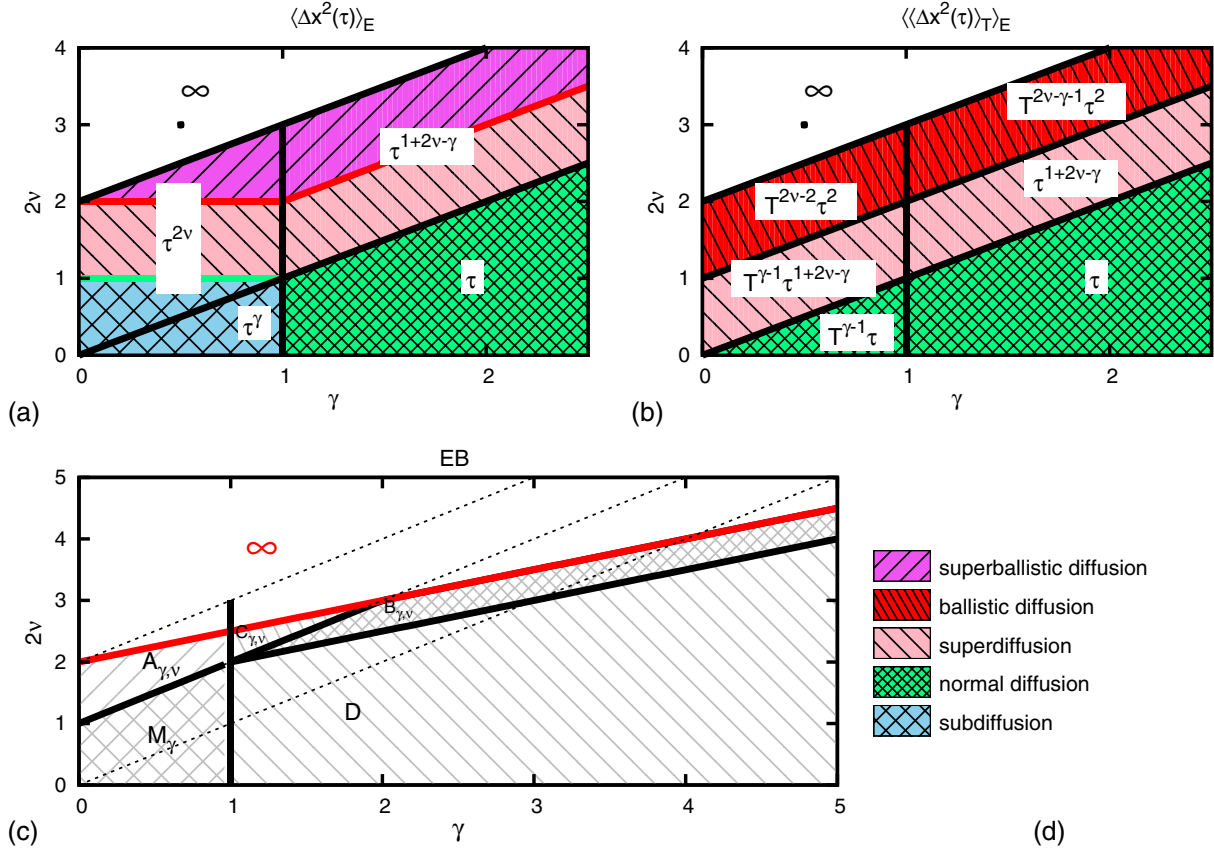 ⟨Δx²(τ)⟩_E
⟨⟨Δx²(τ)⟩_T⟩_E
4
3
2
1
0
2ν
∞
τ^{1+2ν-γ}
τ^{2ν}
τ^γ
τ
0
1
2
γ
(a)
4
3
2
1
0
2ν
∞
T^{2ν-γ-1}τ²
τ^{1+2ν-γ}
T^{2ν-2}τ²
T^{γ-1}τ^{1+2ν-γ}
T^{γ-1}τ
τ
0
1
2
γ
(b)
EB
5
4
3
2
1
0
2ν
∞
C_{γ,ν}
B_{γ,ν}
A_{γ,ν}
M_γ
D
0
1
2
3
4
5
γ
(c)
superballistic diffusion
ballistic diffusion
superdiffusion
normal diffusion
subdiffusion
(d)